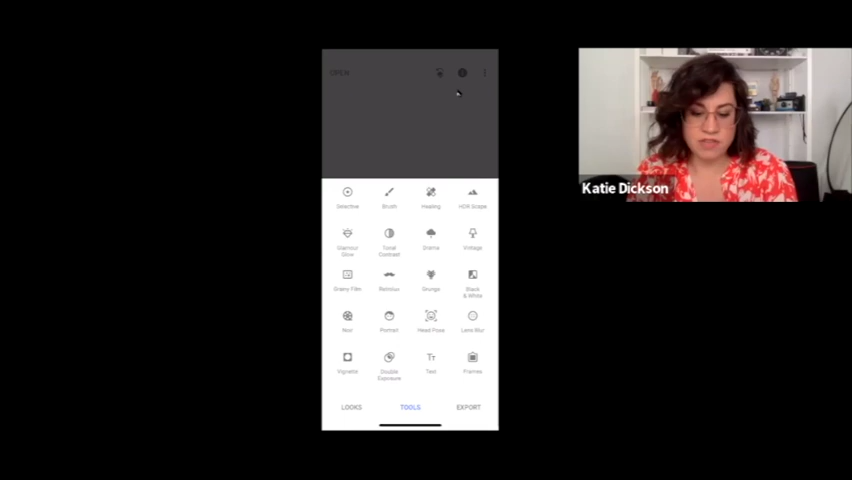 OPEN
Selective Brush Healing HDR Scape
Glamour Glow Tonal Contrast Drama Vintage
Grainy Film Retrolux Grunge Black & White
Noir Portrait Head Pose Lens Blur
Vignette Double Exposure Text Frames
LOOKS TOOLS EXPORT
Katie Dickson